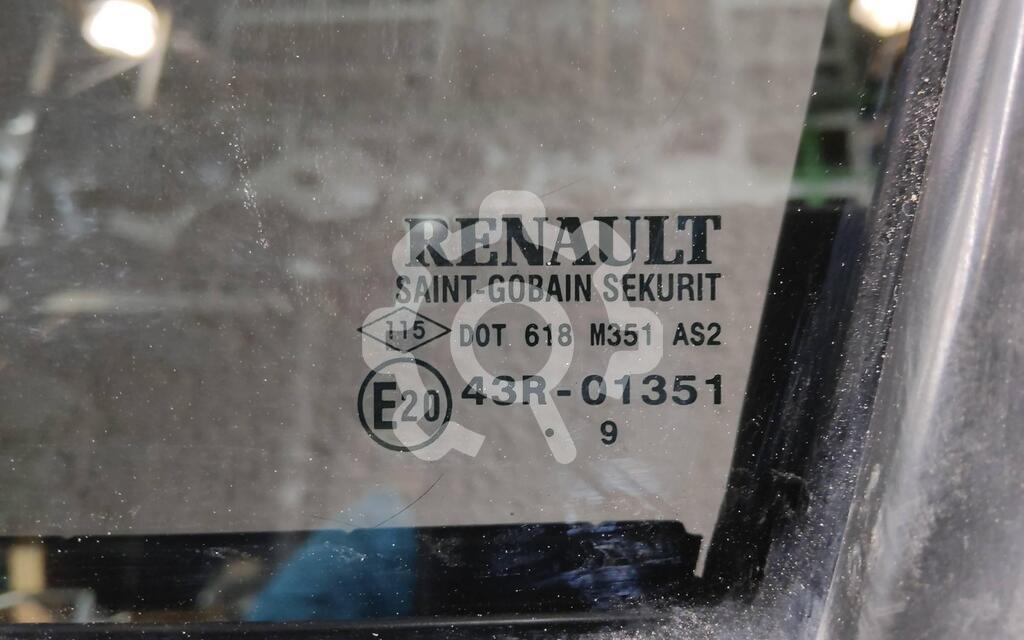 RENAULT
SAINT-GOBAIN SEKURIT
115 DOT 618 M351 AS2
E20 43R-01351
. 9